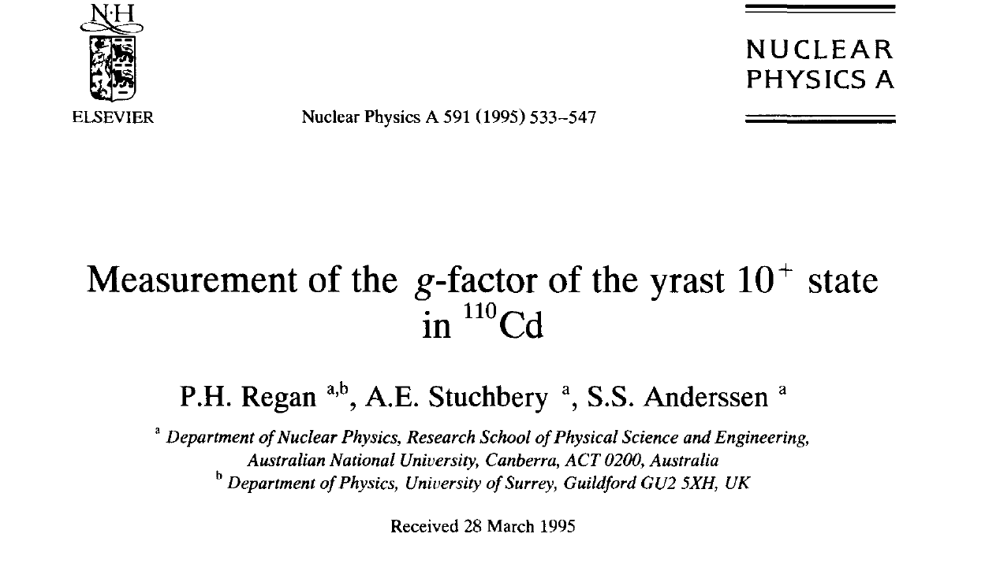 N·H
ELSEVIER
Nuclear Physics A 591 (1995) 533–547
NUCLEAR
PHYSICS A
Measurement of the g-factor of the yrast 10⁺ state
in ¹¹⁰Cd
P.H. Regan ᵃ,ᵇ, A.E. Stuchbery ᵃ, S.S. Anderssen ᵃ
ᵃ Department of Nuclear Physics, Research School of Physical Science and Engineering,
Australian National University, Canberra, ACT 0200, Australia
ᵇ Department of Physics, University of Surrey, Guildford GU2 5XH, UK
Received 28 March 1995